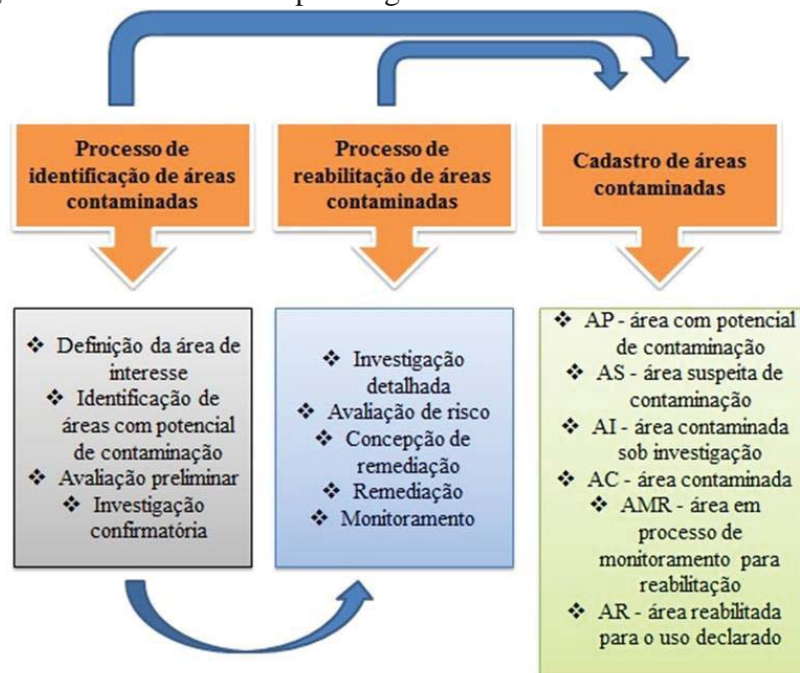 Processo de
identificação de áreas
contaminadas
Processo de
reabilitação de áreas
contaminadas
Cadastro de áreas
contaminadas
❖ Definição da área de
interesse
❖ Identificação de
áreas com potencial
de contaminação
❖ Avaliação preliminar
❖ Investigação
confirmatória
❖ Investigação
detalhada
❖ Avaliação de risco
❖ Concepção de
remediação
❖ Remediação
❖ Monitoramento
❖ AP - área com potencial
de contaminação
❖ AS - área suspeita de
contaminação
❖ AI - área contaminada
sob investigação
❖ AC - área contaminada
❖ AMR - área em
processo de
monitoramento para
reabilitação
❖ AR - área reabilitada
para o uso declarado